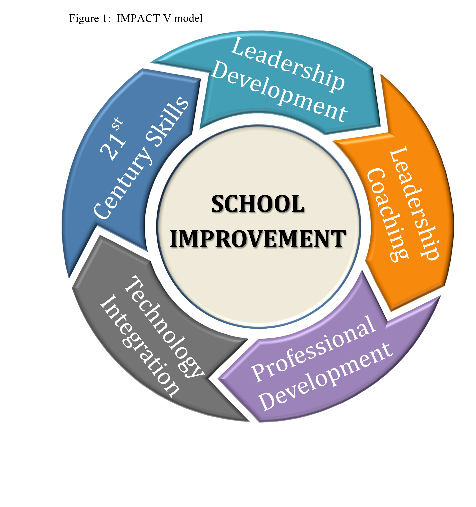 Figure 1: IMPACT V model
Leadership
Development
Leadership
Coaching
Professional
Development
Technology
Integration
21st
Century Skills
SCHOOL
IMPROVEMENT